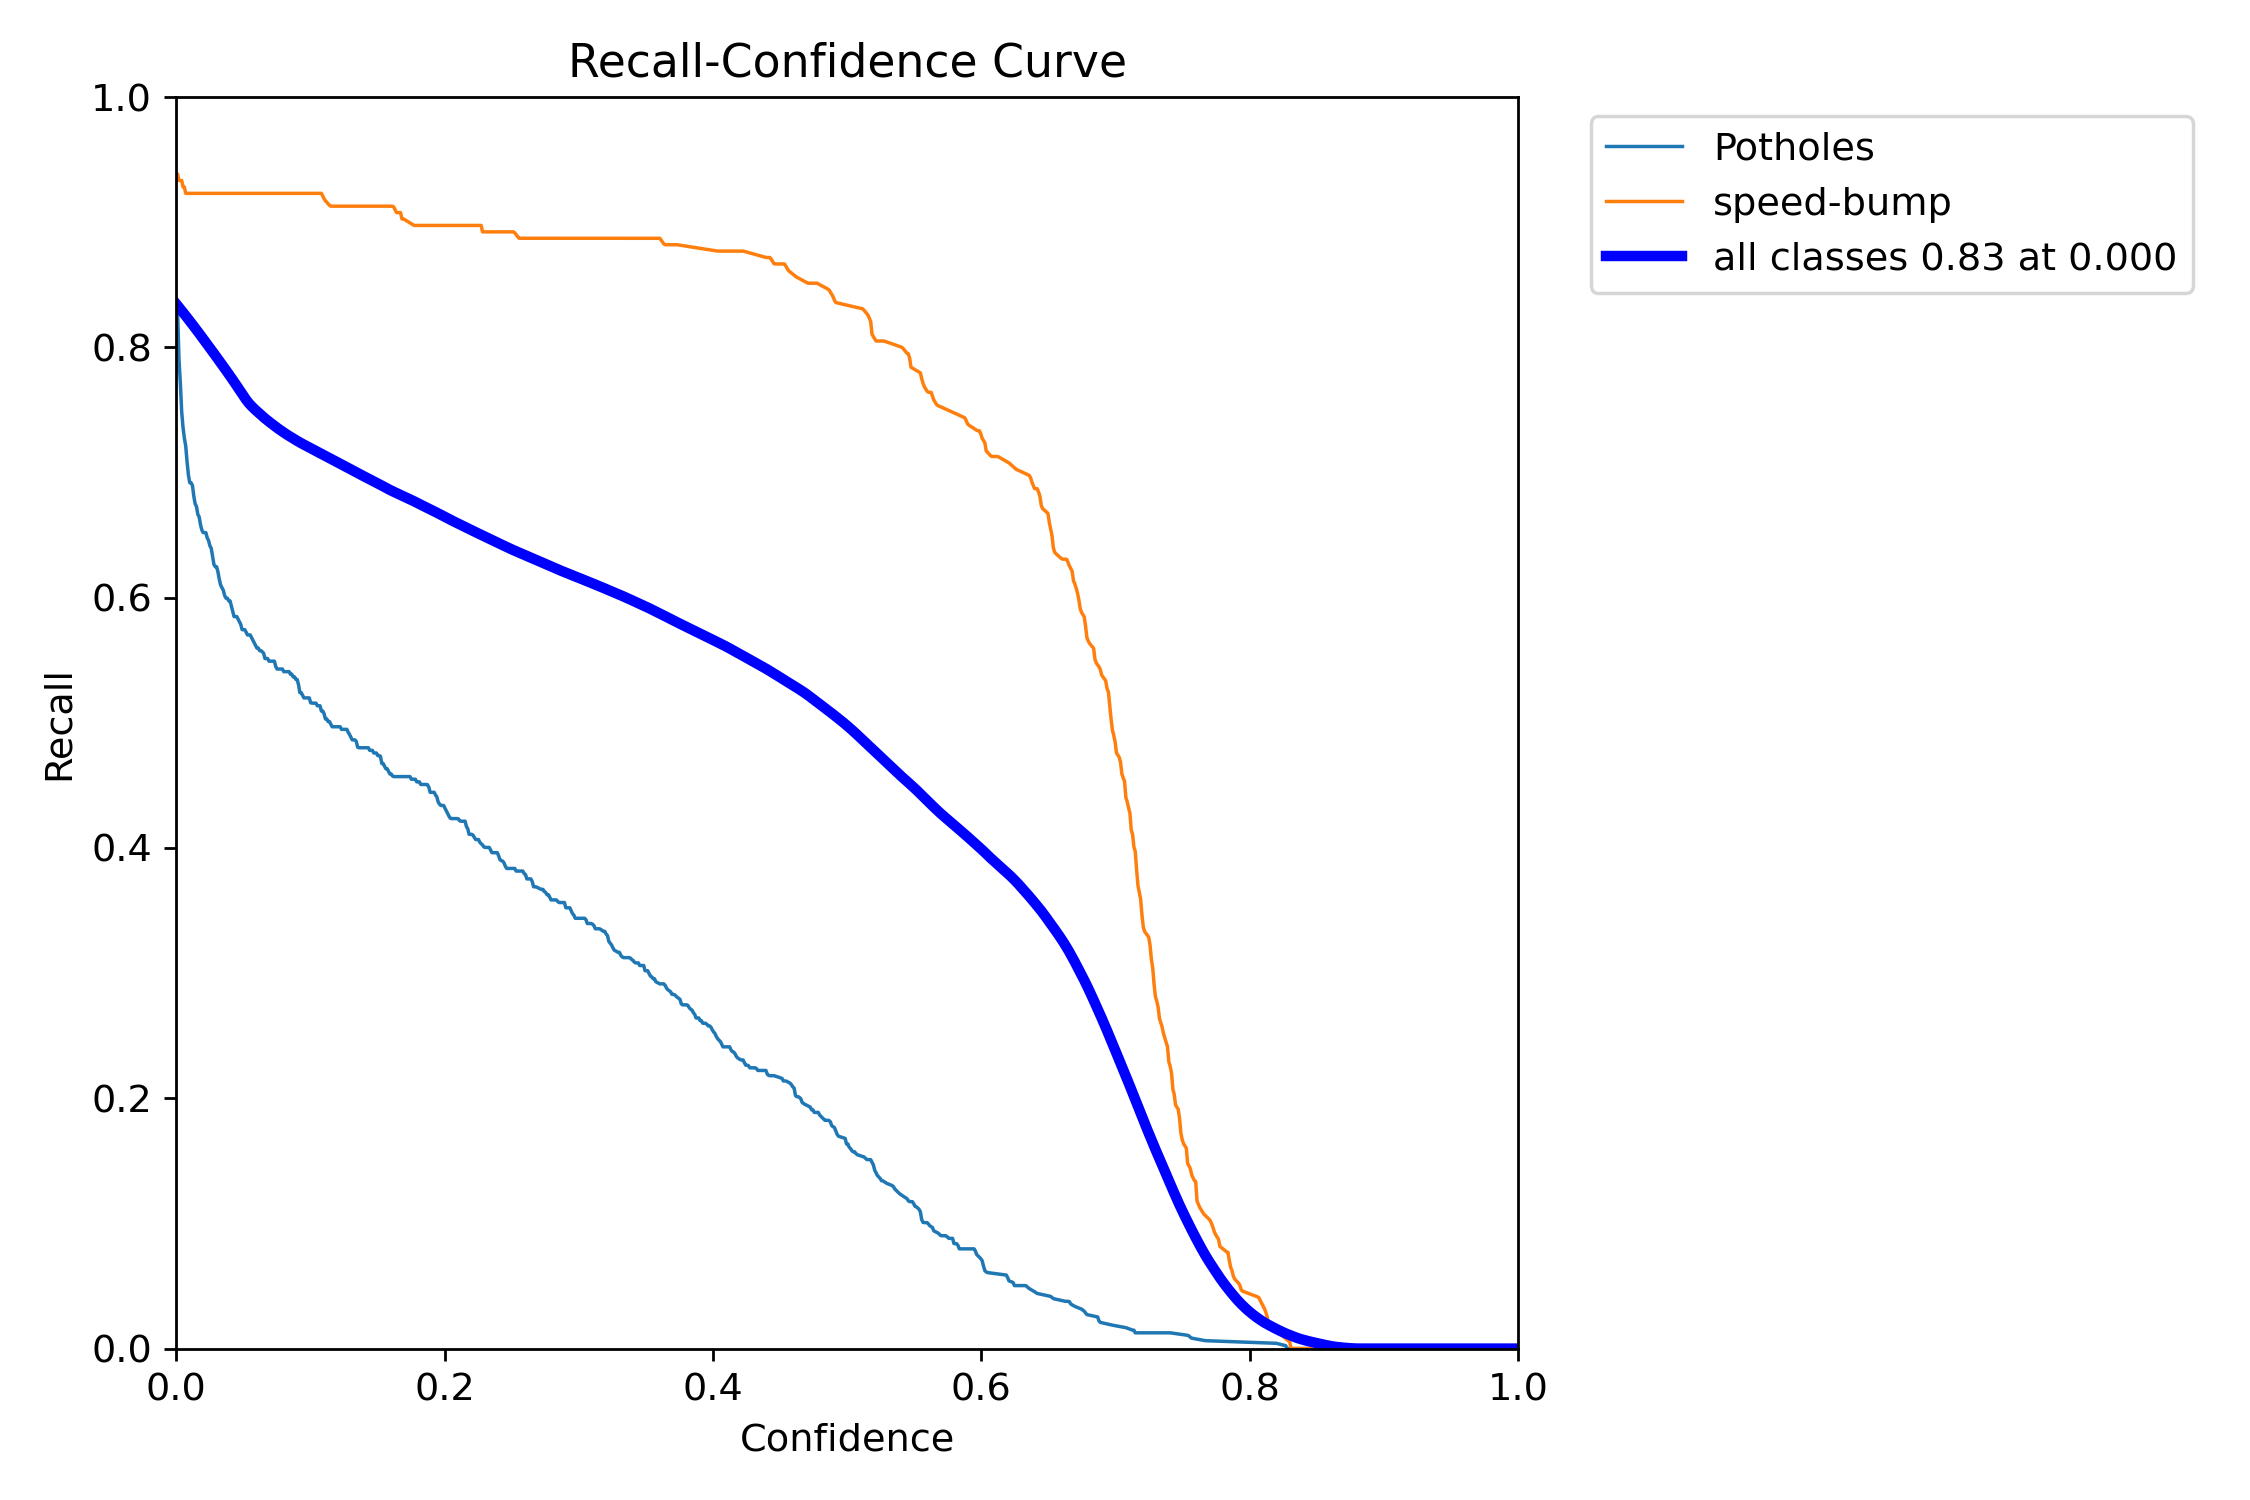 Recall-Confidence Curve
1.0
0.8
0.6
0.4
0.2
0.0
Recall
0.0 0.2 0.4 0.6 0.8 1.0
Confidence
Potholes
speed-bump
all classes 0.83 at 0.000